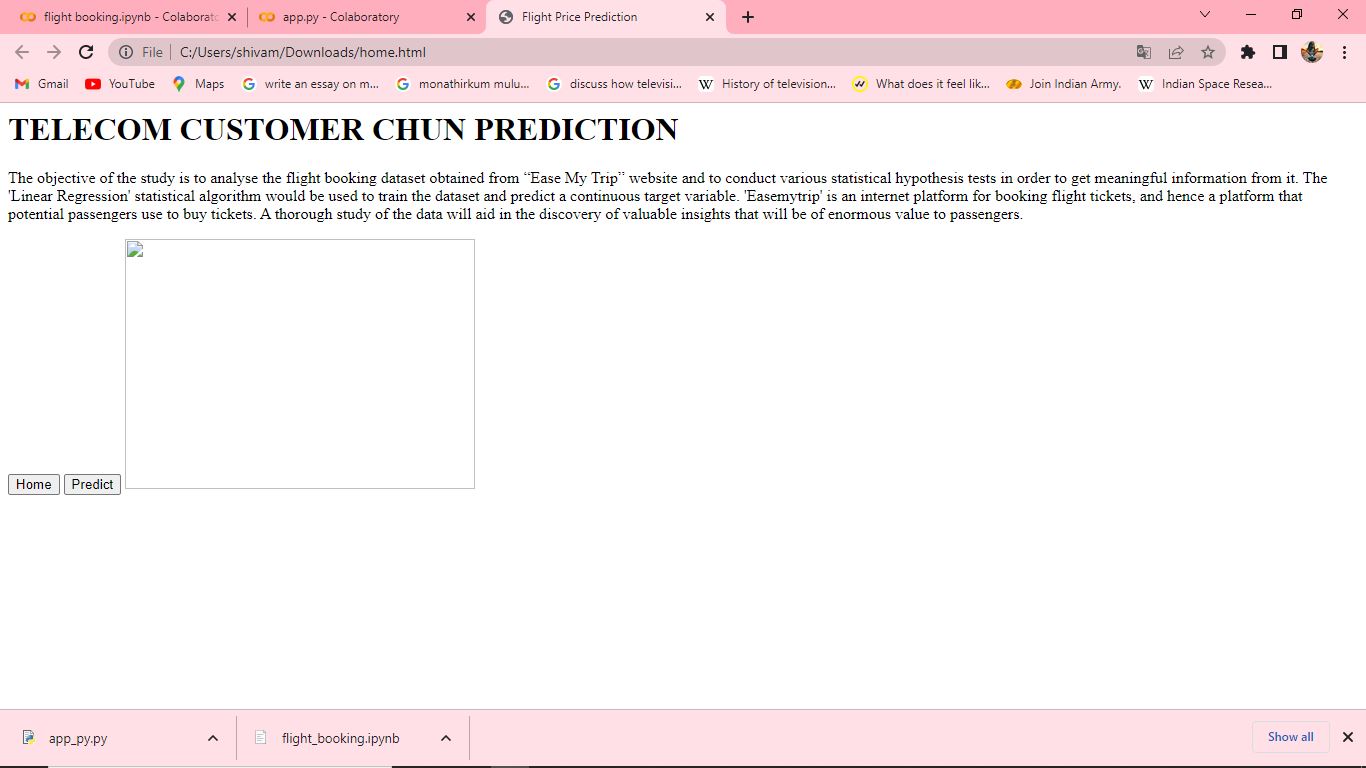 flight booking.ipynb - Colaborato
app.py - Colaboratory
Flight Price Prediction
File
C:/Users/shivam/Downloads/home.html
Gmail
YouTube
Maps
write an essay on m...
monathirkum mulu...
discuss how televisi...
History of television...
What does it feel lik...
Join Indian Army.
Indian Space Resea...
TELECOM CUSTOMER CHUN PREDICTION
The objective of the study is to analyse the flight booking dataset obtained from “Ease My Trip” website and to conduct various statistical hypothesis tests in order to get meaningful information from it. The
'Linear Regression' statistical algorithm would be used to train the dataset and predict a continuous target variable. 'Easemytrip' is an internet platform for booking flight tickets, and hence a platform that
potential passengers use to buy tickets. A thorough study of the data will aid in the discovery of valuable insights that will be of enormous value to passengers.
Home
Predict
app_py.py
flight_booking.ipynb
Show all